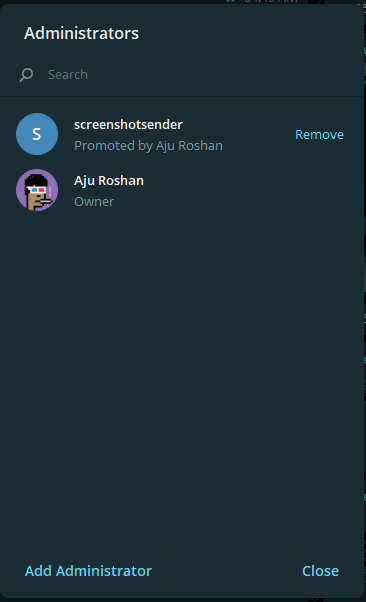 Administrators
Search
S
screenshotsender
Promoted by Aju Roshan
Remove
Aju Roshan
Owner
Add Administrator
Close